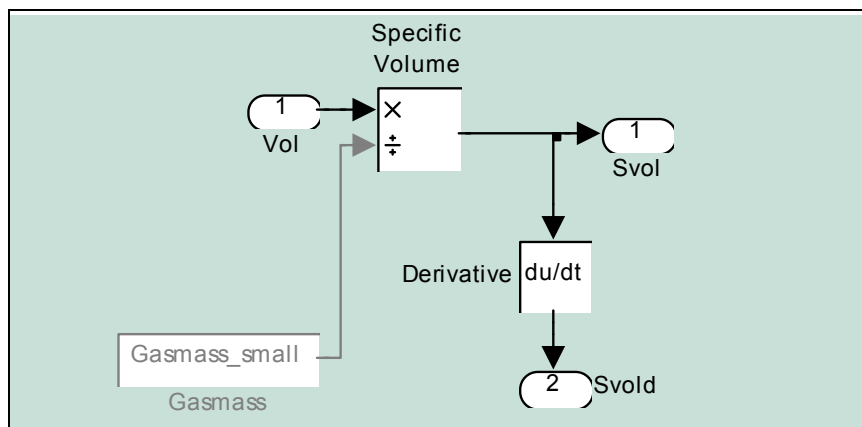 Specific
Volume
1
×
Vol
÷
1
Svol
Derivative
du/dt
Gasmass_small
Gasmass
2
Svold